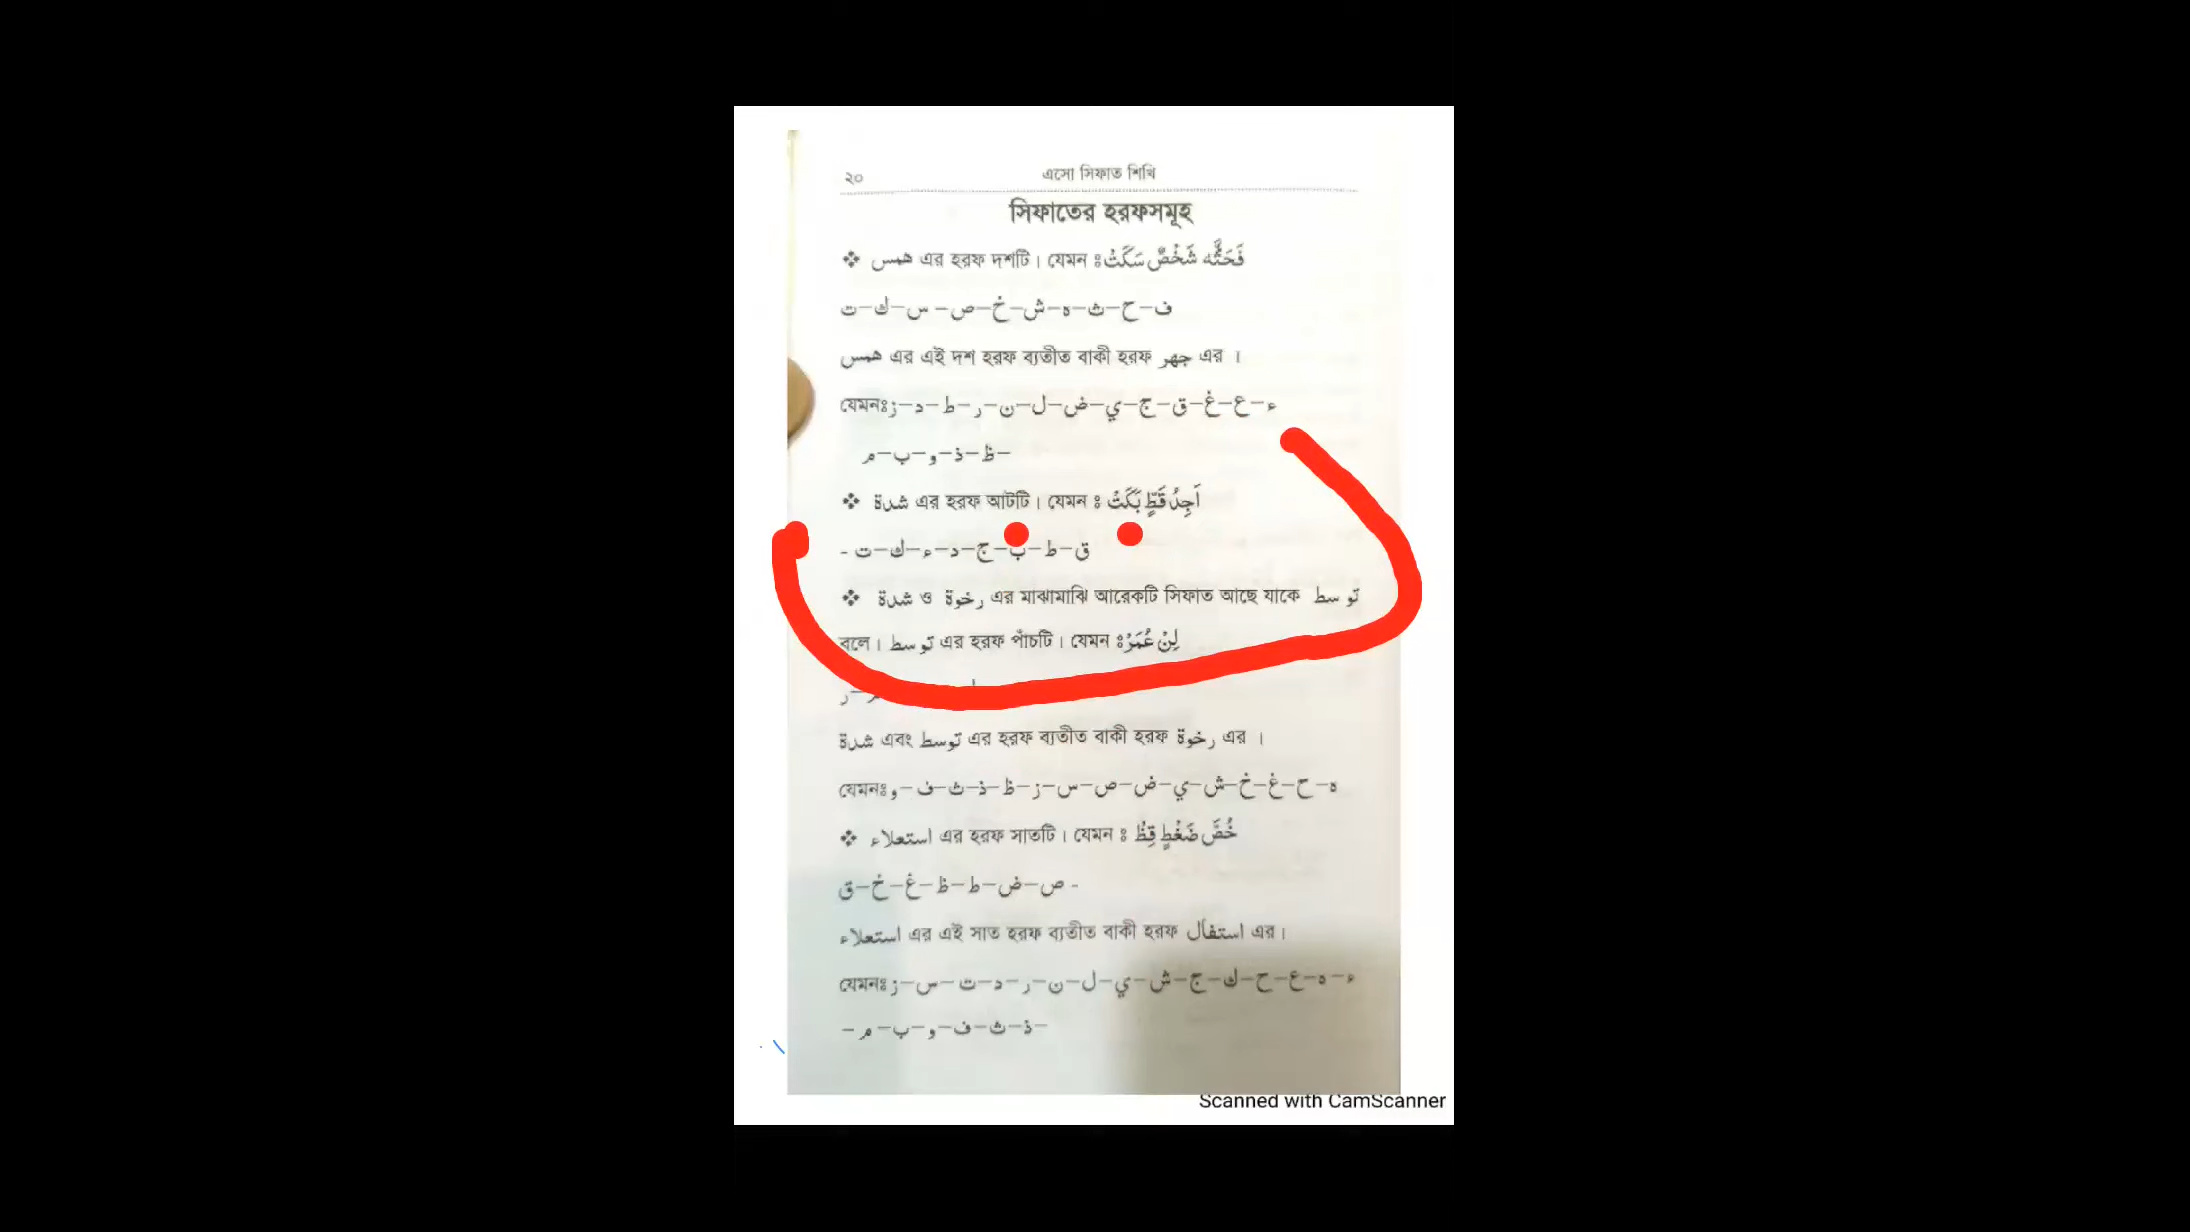 ২০ এসো সিফাত শিখি
সিফাতের হরফসমূহ
❖ همس এর হরফ দশটি। যেমন ঃ فَحَثَّه شَخْصٌ سَكَتْ
ف–ح–ث–ه–ش–خ–ص– س–ك–ت
همس এর এই দশ হরফ ব্যতীত বাকী হরফ جهر এর ।
যেমনঃ ء–ع–غ–ق–ج–ي–ض–ل–ن–ر–ط–د–ز
–ظ–ذ–و–ب–م
❖ شدة এর হরফ আটটি। যেমন ঃ اَجِدُ قَطٍّ بَكَتْ
ق–ط–ب–ج–د–ء–ك–ت -
❖ شدة ও رخوة এর মাঝামাঝি আরেকটি সিফাত আছে যাকে توسط
বলে। توسط এর হরফ পাঁচটি। যেমন ঃ لِنْ عُمَرْ
ر
شدة এবং توسط এর হরফ ব্যতীত বাকী হরফ رخوة এর ।
যেমনঃ ه–ح–غ–خ–ش–ي–ض–ص–س–ز–ظ–ذ–ث–ف–و
❖ استعلاء এর হরফ সাতটি। যেমন ঃ خُصَّ ضَغْطٍ قِظْ
ص–ض–ط–ظ–غ–خ–ق -
استعلاء এর এই সাত হরফ ব্যতীত বাকী হরফ استفال এর।
যেমনঃ ء–ه–ع–ح–ك–ج–ش–ي–ل–ن–ر–د–ت–س–ز
–ذ–ث–ف–و–ب–م–
Scanned with CamScanner